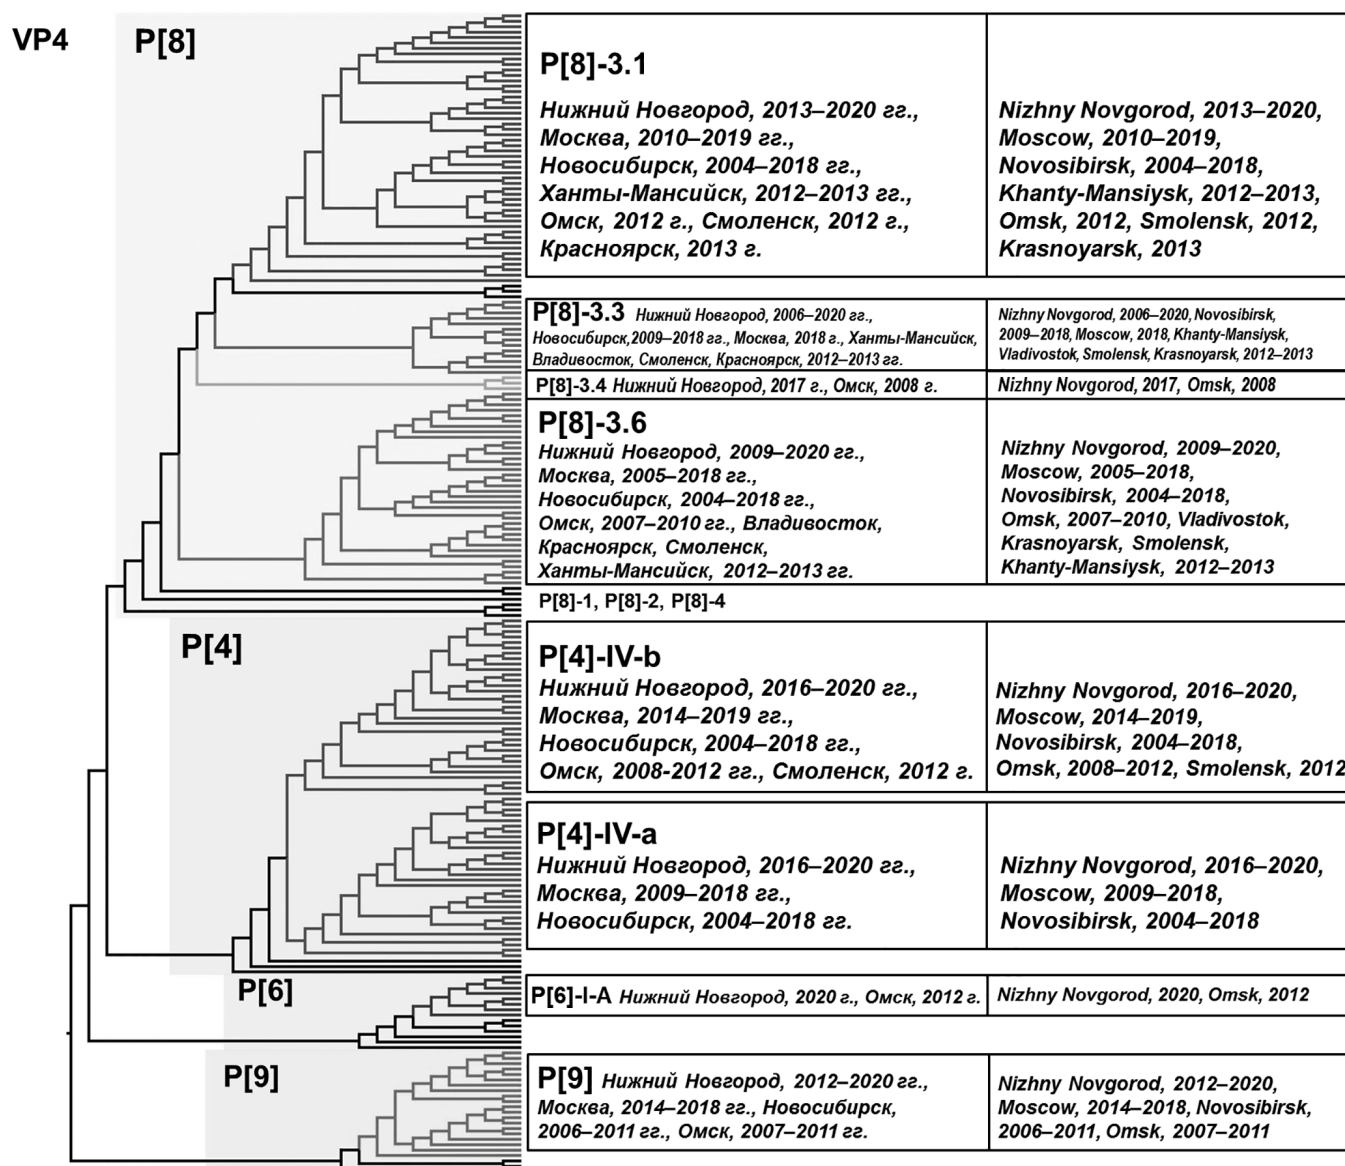 VP4
P[8]
P[8]-3.1
Нижний Новгород, 2013–2020 гг.,
Москва, 2010–2019 гг.,
Новосибирск, 2004–2018 гг.,
Ханты-Мансийск, 2012–2013 гг.,
Омск, 2012 г., Смоленск, 2012 г.,
Красноярск, 2013 г.
Nizhny Novgorod, 2013–2020,
Moscow, 2010–2019,
Novosibirsk, 2004–2018,
Khanty-Mansiysk, 2012–2013,
Omsk, 2012, Smolensk, 2012,
Krasnoyarsk, 2013
P[8]-3.3 Нижний Новгород, 2006–2020 гг.,
Новосибирск,2009–2018 гг., Москва, 2018 г., Ханты-Мансийск,
Владивосток, Смоленск, Красноярск, 2012–2013 гг.
Nizhny Novgorod, 2006–2020, Novosibirsk,
2009–2018, Moscow, 2018, Khanty-Mansiysk,
Vladivostok, Smolensk, Krasnoyarsk, 2012–2013
P[8]-3.4 Нижний Новгород, 2017 г., Омск, 2008 г.
Nizhny Novgorod, 2017, Omsk, 2008
P[8]-3.6
Нижний Новгород, 2009–2020 гг.,
Москва, 2005–2018 гг.,
Новосибирск, 2004–2018 гг.,
Омск, 2007–2010 гг., Владивосток,
Красноярск, Смоленск,
Ханты-Мансийск, 2012–2013 гг.
Nizhny Novgorod, 2009–2020,
Moscow, 2005–2018,
Novosibirsk, 2004–2018,
Omsk, 2007–2010, Vladivostok,
Krasnoyarsk, Smolensk,
Khanty-Mansiysk, 2012–2013
P[8]-1, P[8]-2, P[8]-4
P[4]
P[4]-IV-b
Нижний Новгород, 2016–2020 гг.,
Москва, 2014–2019 гг.,
Новосибирск, 2004–2018 гг.,
Омск, 2008-2012 гг., Смоленск, 2012 г.
Nizhny Novgorod, 2016–2020,
Moscow, 2014–2019,
Novosibirsk, 2004–2018,
Omsk, 2008–2012, Smolensk, 2012
P[4]-IV-a
Нижний Новгород, 2016–2020 гг.,
Москва, 2009–2018 гг.,
Новосибирск, 2004–2018 гг.
Nizhny Novgorod, 2016–2020,
Moscow, 2009–2018,
Novosibirsk, 2004–2018
P[6]
P[6]-I-A Нижний Новгород, 2020 г., Омск, 2012 г.
Nizhny Novgorod, 2020, Omsk, 2012
P[9]
P[9] Нижний Новгород, 2012–2020 гг.,
Москва, 2014–2018 гг., Новосибирск,
2006–2011 гг., Омск, 2007–2011 гг.
Nizhny Novgorod, 2012–2020,
Moscow, 2014–2018, Novosibirsk,
2006–2011, Omsk, 2007–2011